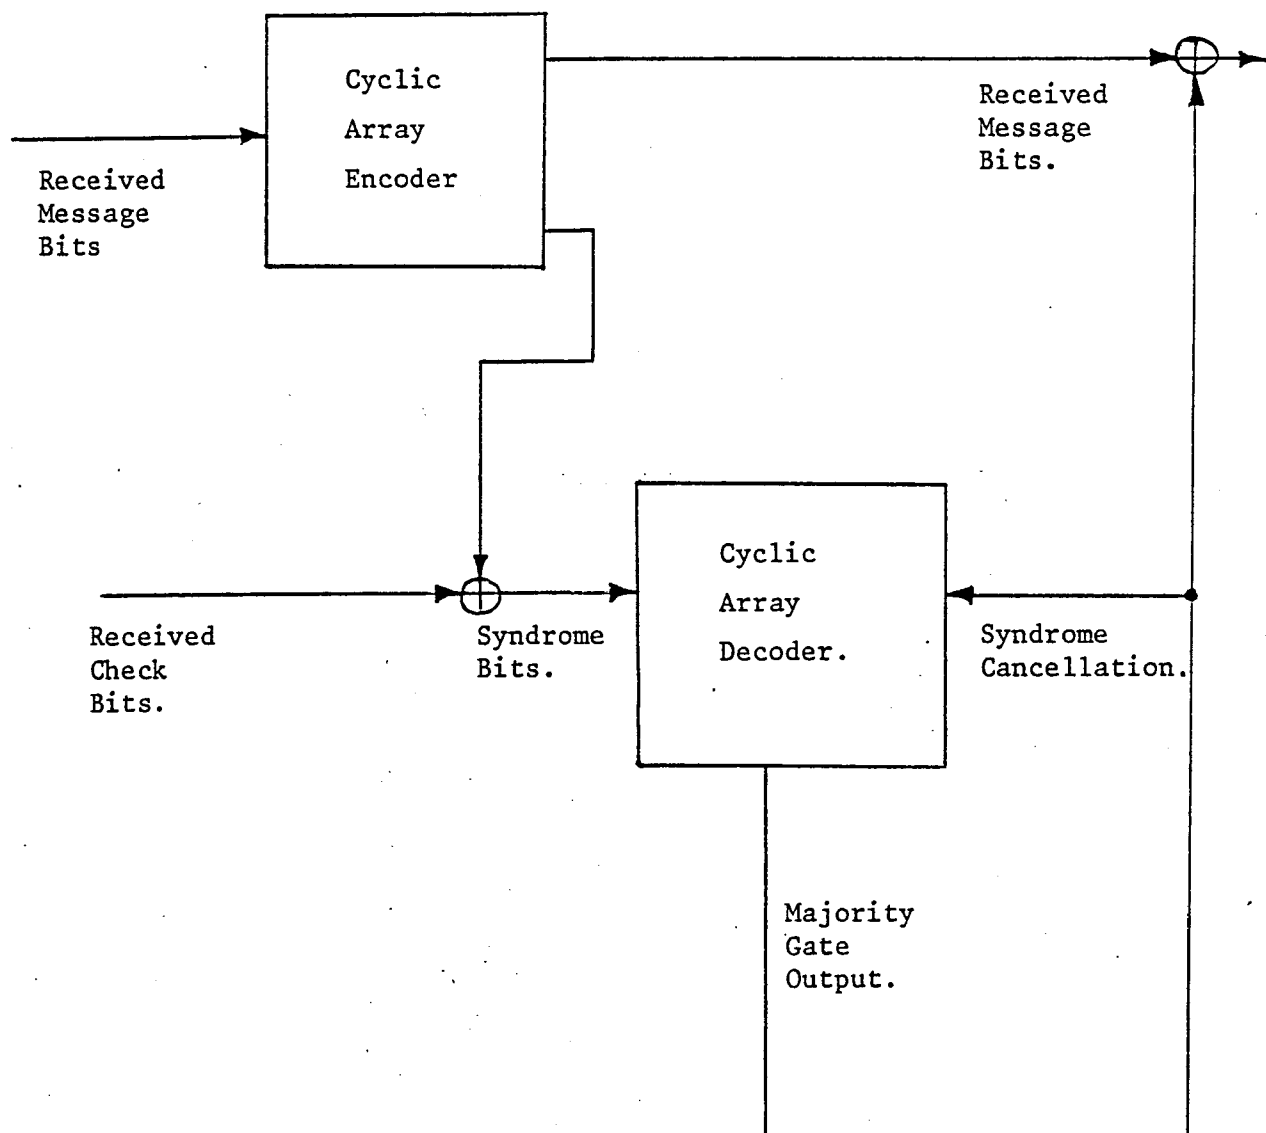 Cyclic
Array
Encoder
Received
Message
Bits.
Received
Message
Bits
Cyclic
Array
Decoder.
Received
Check
Bits.
Syndrome
Bits.
Syndrome
Cancellation.
Majority
Gate
Output.